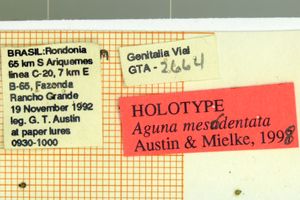 BRASIL: Rondonia
65 km S Ariquemes
linea C-20, 7 km E
B-65, Fazenda
Rancho Grande
19 November 1992
leg. G. T. Austin
at paper lures
0930-1000
Genitalia Vial
GTA - 2664
HOLOTYPE
Aguna mesodentata
Austin & Mielke, 1998